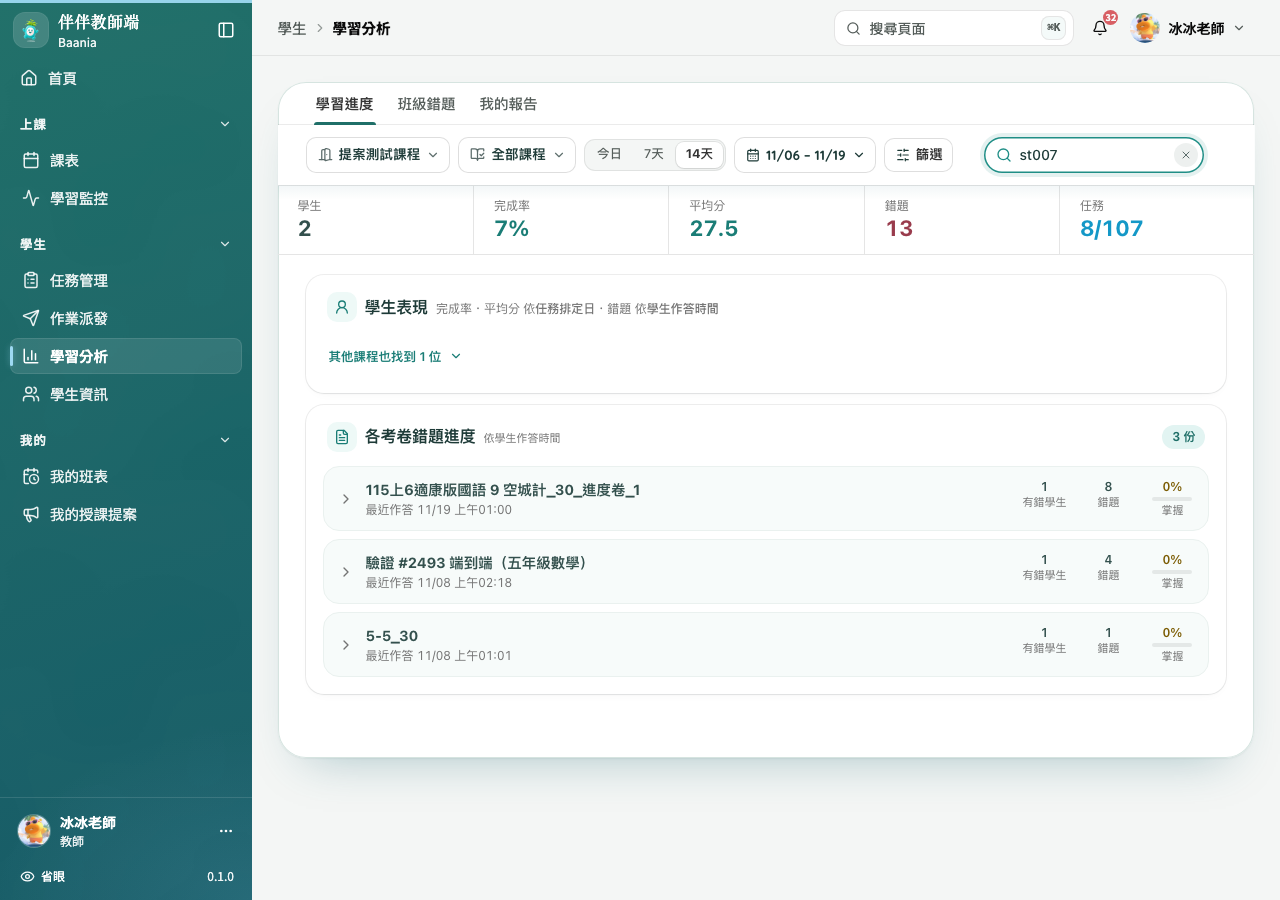 伴伴教師端
Baania
首頁
上課
課表
學習監控
學生
任務管理
作業派發
學習分析
學生資訊
我的
我的班表
我的授課提案
冰冰老師
教師
省眼
0.1.0
學生
學習分析
搜尋頁面
⌘K
32
冰冰老師
學習進度
班級錯題
我的報告
提案測試課程
全部課程
今日
7天
14天
11/06 – 11/19
篩選
st007
學生
2
完成率
7%
平均分
27.5
錯題
13
任務
8/107
學生表現
完成率・平均分 依任務排定日・錯題 依學生作答時間
其他課程也找到 1 位
各考卷錯題進度
依學生作答時間
3 份
115上6適康版國語 9 空城計_30_進度卷_1
最近作答 11/19 上午01:00
1
有錯學生
8
錯題
0%
掌握
驗證 #2493 端到端（五年級數學）
最近作答 11/08 上午02:18
1
有錯學生
4
錯題
0%
掌握
5-5_30
最近作答 11/08 上午01:01
1
有錯學生
1
錯題
0%
掌握